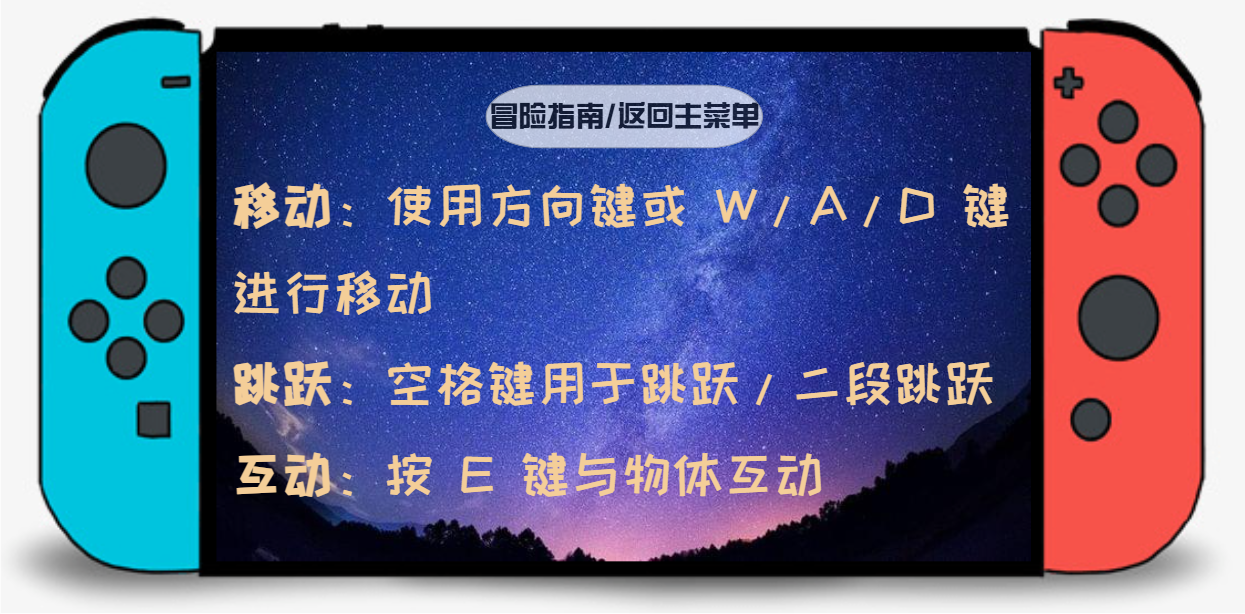 冒险指南/返回主菜单
移动：使用方向键或 W/A/D 键
进行移动
跳跃：空格键用于跳跃/二段跳跃
互动：按 E 键与物体互动